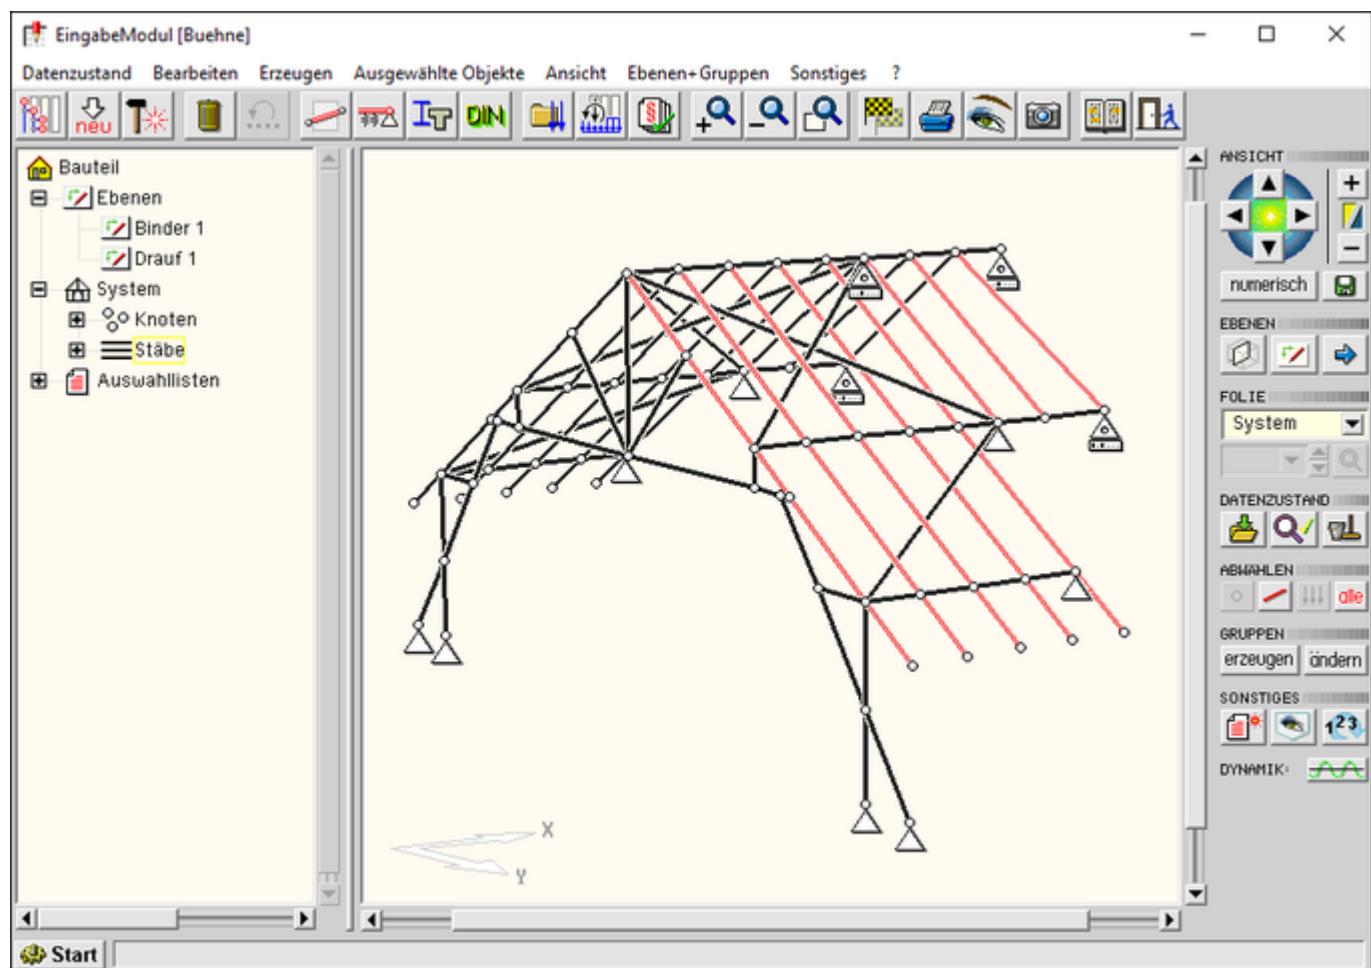 EingabeModul [Buehne]
Datenzustand Bearbeiten Erzeugen Ausgewählte Objekte Ansicht Ebenen+Gruppen Sonstiges ?
neu DIN
Bauteil
Ebenen
Binder 1
Drauf 1
System
Knoten
Stäbe
Auswahllisten
X
Y
ANSICHT
numerisch
EBENEN
FOLIE
System
DATENZUSTAND
ABWÄHLEN
alle
GRUPPEN
erzeugen ändern
SONSTIGES
123
DYNAMIK:
Start